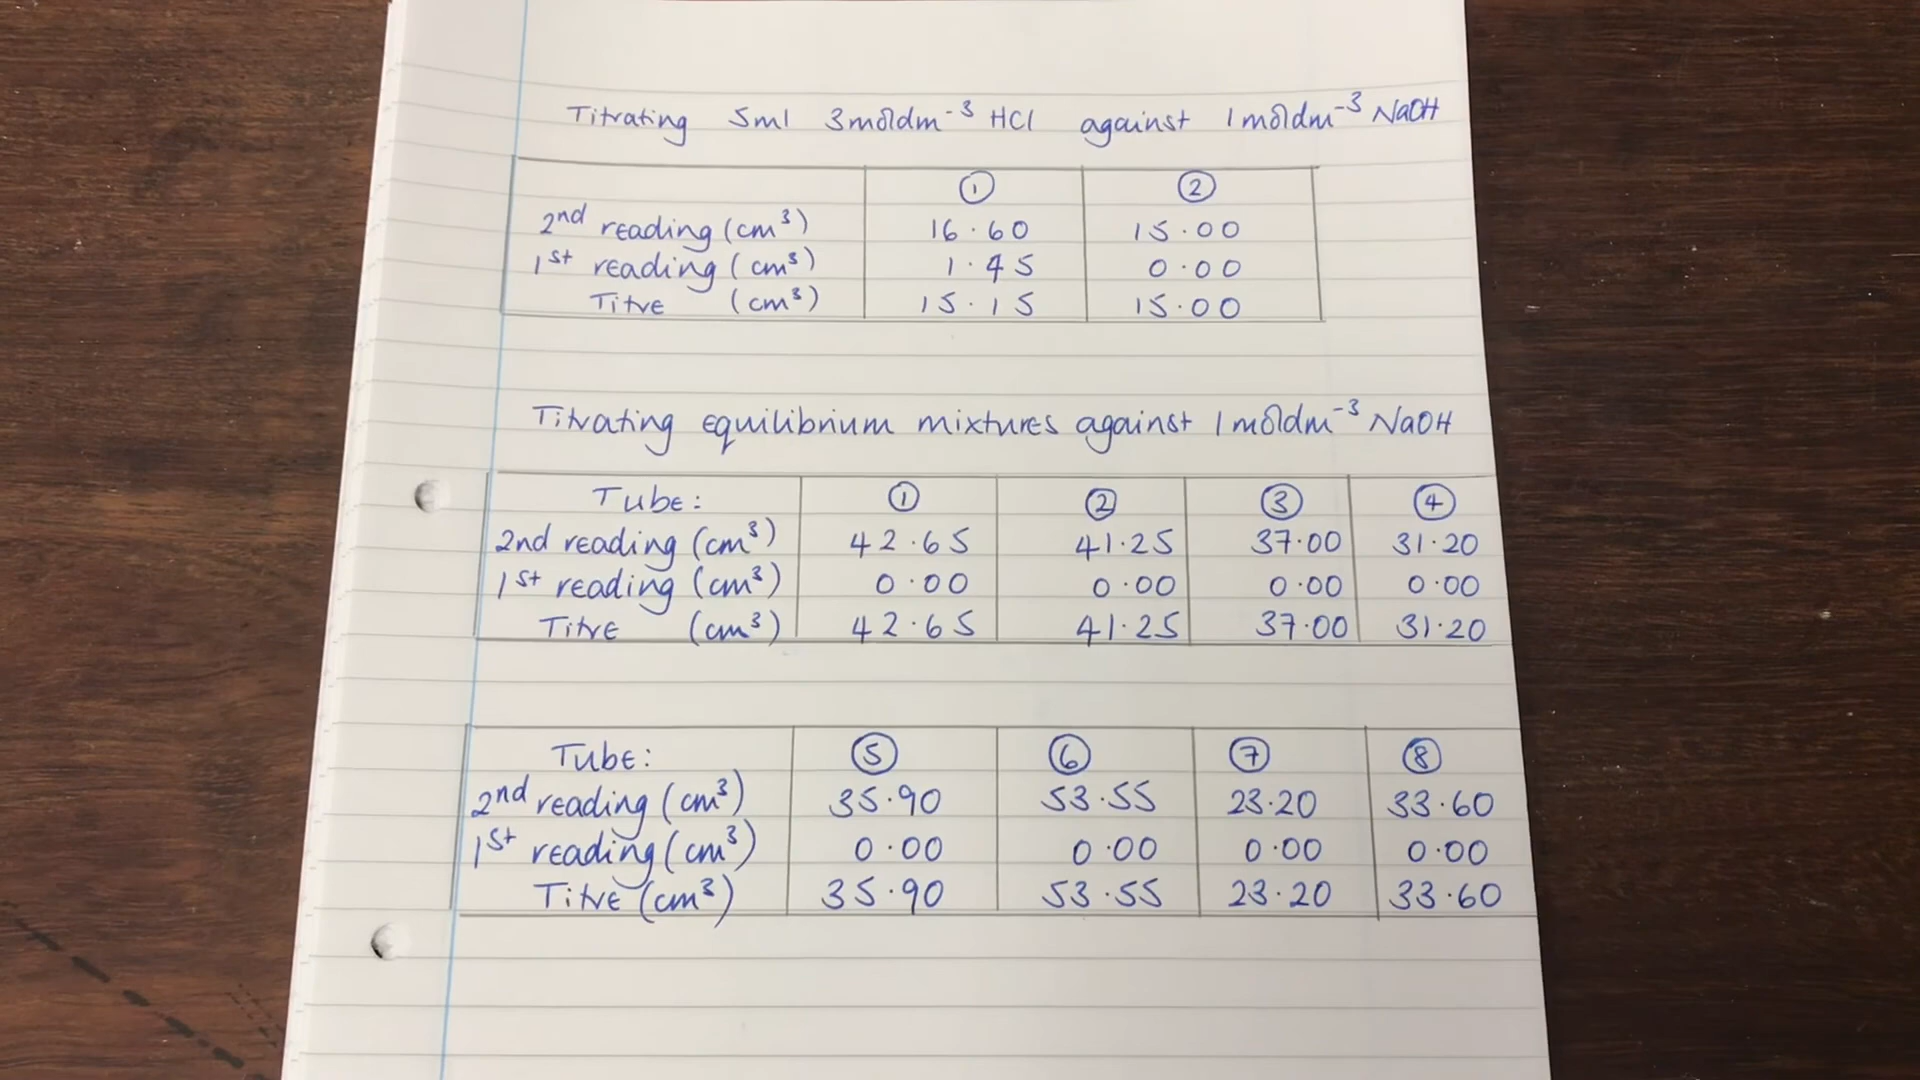 Titrating 5ml 3moldm⁻³ HCl against 1moldm⁻³ NaOH
① ②
2nd reading (cm³) 16.60 15.00
1st reading (cm³) 1.45 0.00
Titre (cm³) 15.15 15.00
Titrating equilibrium mixtures against 1moldm⁻³ NaOH
Tube: ① ② ③ ④
2nd reading (cm³) 42.65 41.25 37.00 31.20
1st reading (cm³) 0.00 0.00 0.00 0.00
Titre (cm³) 42.65 41.25 37.00 31.20
Tube: ⑤ ⑥ ⑦ ⑧
2nd reading (cm³) 35.90 53.55 23.20 33.60
1st reading (cm³) 0.00 0.00 0.00 0.00
Titre (cm³) 35.90 53.55 23.20 33.60